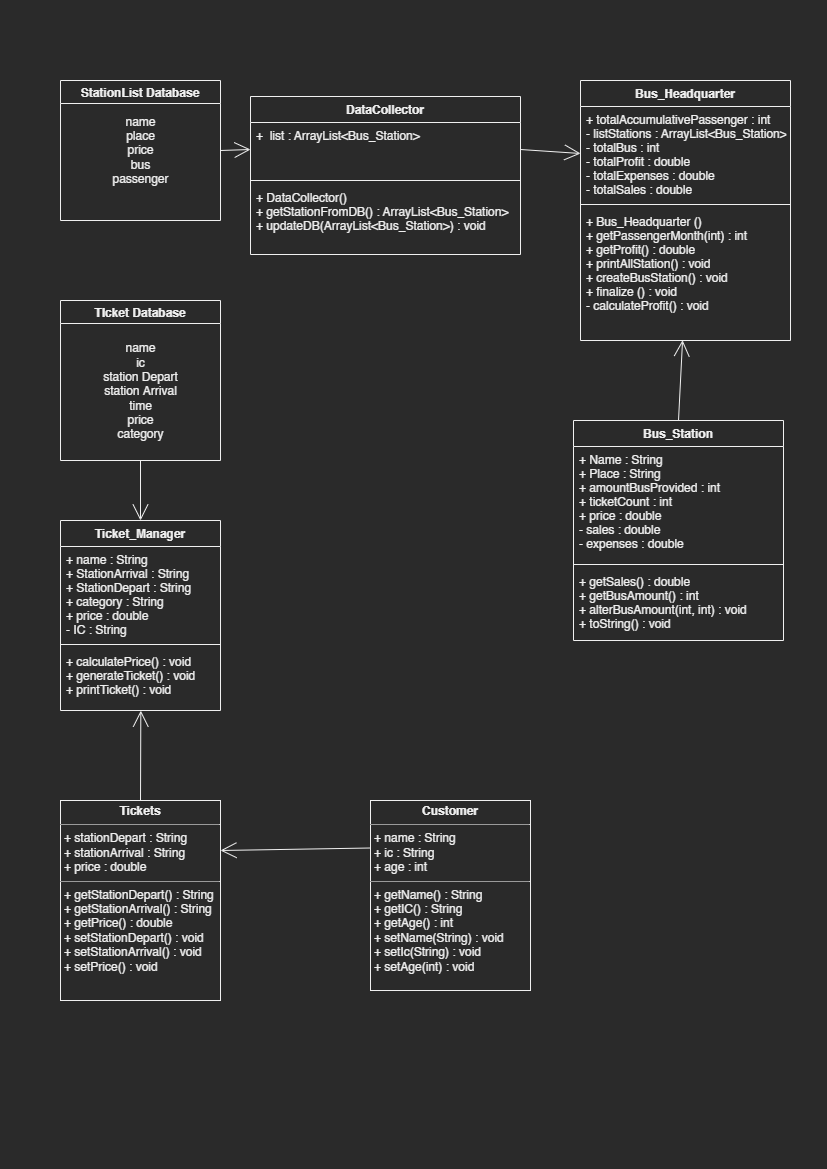 StationList Database
name
place
price
bus
passenger
DataCollector
+  list : ArrayList<Bus_Station>
+ DataCollector()
+ getStationFromDB() : ArrayList<Bus_Station>
+ updateDB(ArrayList<Bus_Station>) : void
Bus_Headquarter
+ totalAccumulativePassenger : int
- listStations : ArrayList<Bus_Station>
- totalBus : int
- totalProfit : double
- totalExpenses : double
- totalSales : double
+ Bus_Headquarter ()
+ getPassengerMonth(int) : int
+ getProfit() : double
+ printAllStation() : void
+ createBusStation() : void
+ finalize () : void
- calculateProfit() : void
TIcket Database
name
ic
station Depart
station Arrival
time
price
category
Bus_Station
+ Name : String
+ Place : String
+ amountBusProvided : int
+ ticketCount : int
+ price : double
- sales : double
- expenses : double
+ getSales() : double
+ getBusAmount() : int
+ alterBusAmount(int, int) : void
+ toString() : void
Ticket_Manager
+ name : String
+ StationArrival : String
+ StationDepart : String
+ category : String
+ price : double
- IC : String
+ calculatePrice() : void
+ generateTicket() : void
+ printTicket() : void
Tickets
+ stationDepart : String
+ stationArrival : String
+ price : double
+ getStationDepart() : String
+ getStationArrival() : String
+ getPrice() : double
+ setStationDepart() : void
+ setStationArrival() : void
+ setPrice() : void
Customer
+ name : String
+ ic : String
+ age : int
+ getName() : String
+ getIC() : String
+ getAge() : int
+ setName(String) : void
+ setIc(String) : void
+ setAge(int) : void